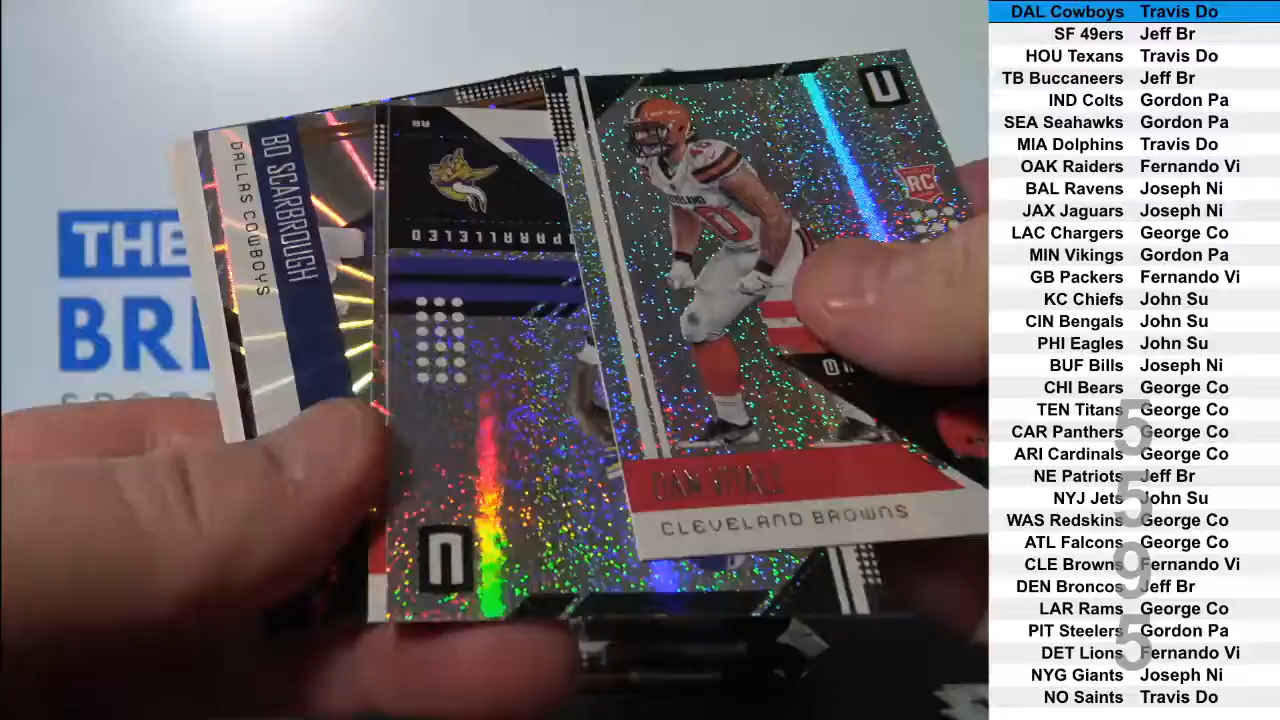 THE
BRE
BO SCARBROUGH
DALLAS COWBOYS
RB
U
RC
DAN VITALE
CLEVELAND BROWNS
U
DAL Cowboys Travis Do
SF 49ers Jeff Br
HOU Texans Travis Do
TB Buccaneers Jeff Br
IND Colts Gordon Pa
SEA Seahawks Gordon Pa
MIA Dolphins Travis Do
OAK Raiders Fernando Vi
BAL Ravens Joseph Ni
JAX Jaguars Joseph Ni
LAC Chargers George Co
MIN Vikings Gordon Pa
GB Packers Fernando Vi
KC Chiefs John Su
CIN Bengals John Su
PHI Eagles John Su
BUF Bills Joseph Ni
CHI Bears George Co
TEN Titans George Co
CAR Panthers George Co
ARI Cardinals George Co
NE Patriots Jeff Br
NYJ Jets John Su
WAS Redskins George Co
ATL Falcons George Co
CLE Browns Fernando Vi
DEN Broncos Jeff Br
LAR Rams George Co
PIT Steelers Gordon Pa
DET Lions Fernando Vi
NYG Giants Joseph Ni
NO Saints Travis Do
5595